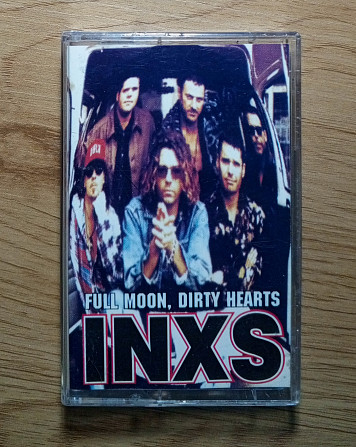 FULL MOON, DIRTY HEARTS
INXS